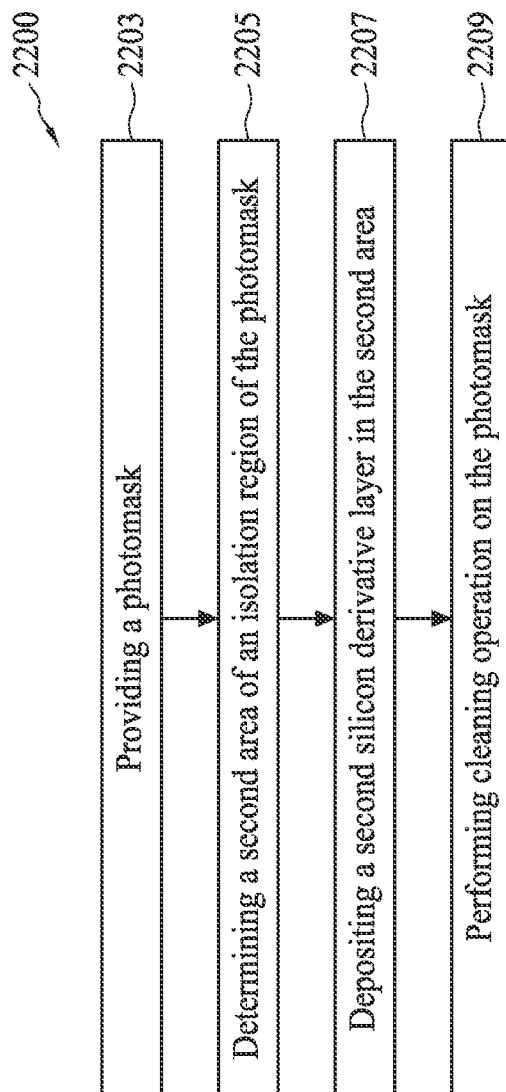 2200
Providing a photomask
2203
Determining a second area of an isolation region of the photomask
2205
Depositing a second silicon derivative layer in the second area
2207
Performing cleaning operation on the photomask
2209